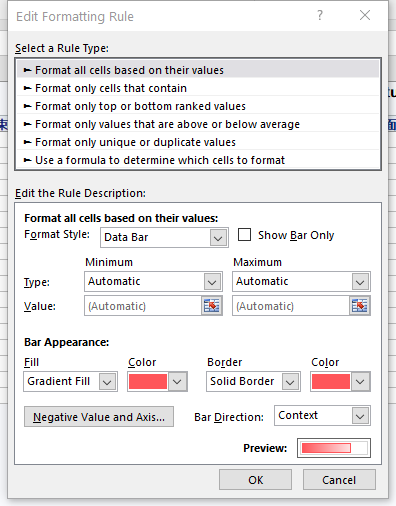 Edit Formatting Rule ? ×
Select a Rule Type:
► Format all cells based on their values
► Format only cells that contain
► Format only top or bottom ranked values
► Format only values that are above or below average
► Format only unique or duplicate values
► Use a formula to determine which cells to format
Edit the Rule Description:
Format all cells based on their values:
Format Style: Data Bar Show Bar Only
Minimum Maximum
Type: Automatic Automatic
Value: (Automatic) (Automatic)
Bar Appearance:
Fill Color Border Color
Gradient Fill Solid Border
Negative Value and Axis... Bar Direction: Context
Preview:
OK Cancel